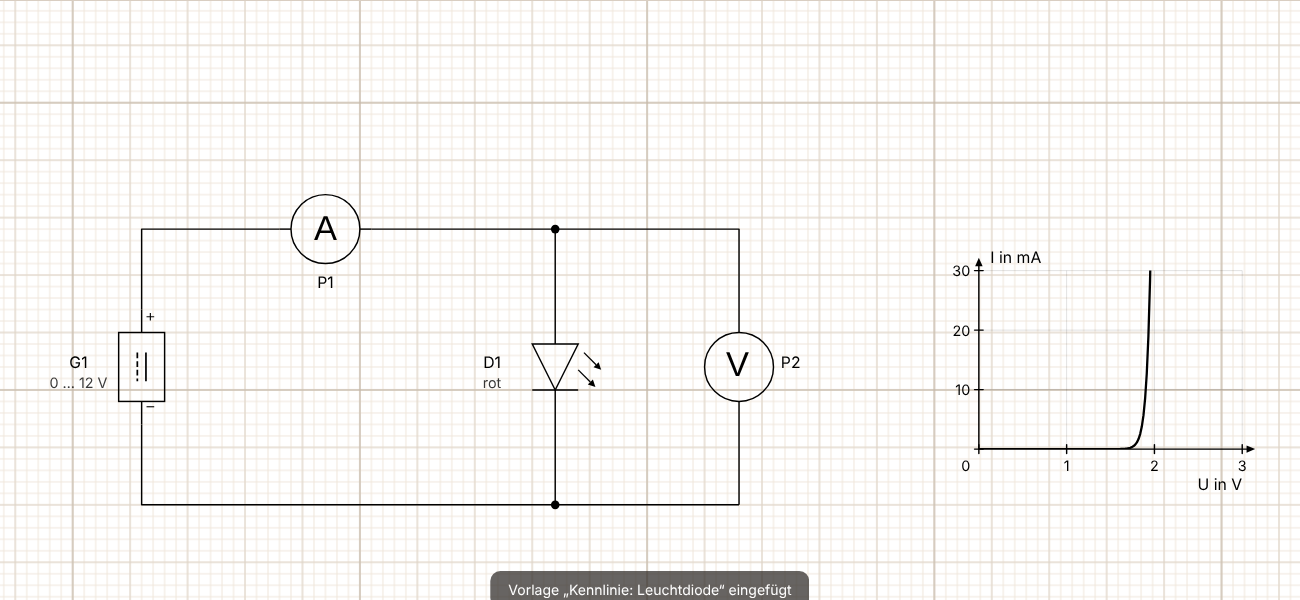 A
P1
+
G1
0 ... 12 V
−
D1
rot
V
P2
I in mA
30
20
10
0
1
2
3
U in V
Vorlage „Kennlinie: Leuchtdiode“ eingefügt